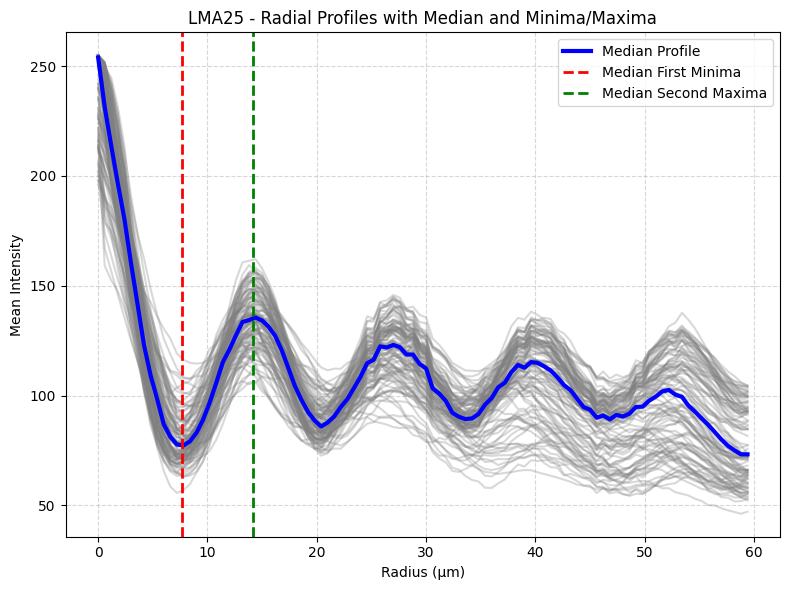 LMA25 - Radial Profiles with Median and Minima/Maxima
Median Profile
Median First Minima
Median Second Maxima
Mean Intensity
250
200
150
100
50
0 10 20 30 40 50 60
Radius (μm)